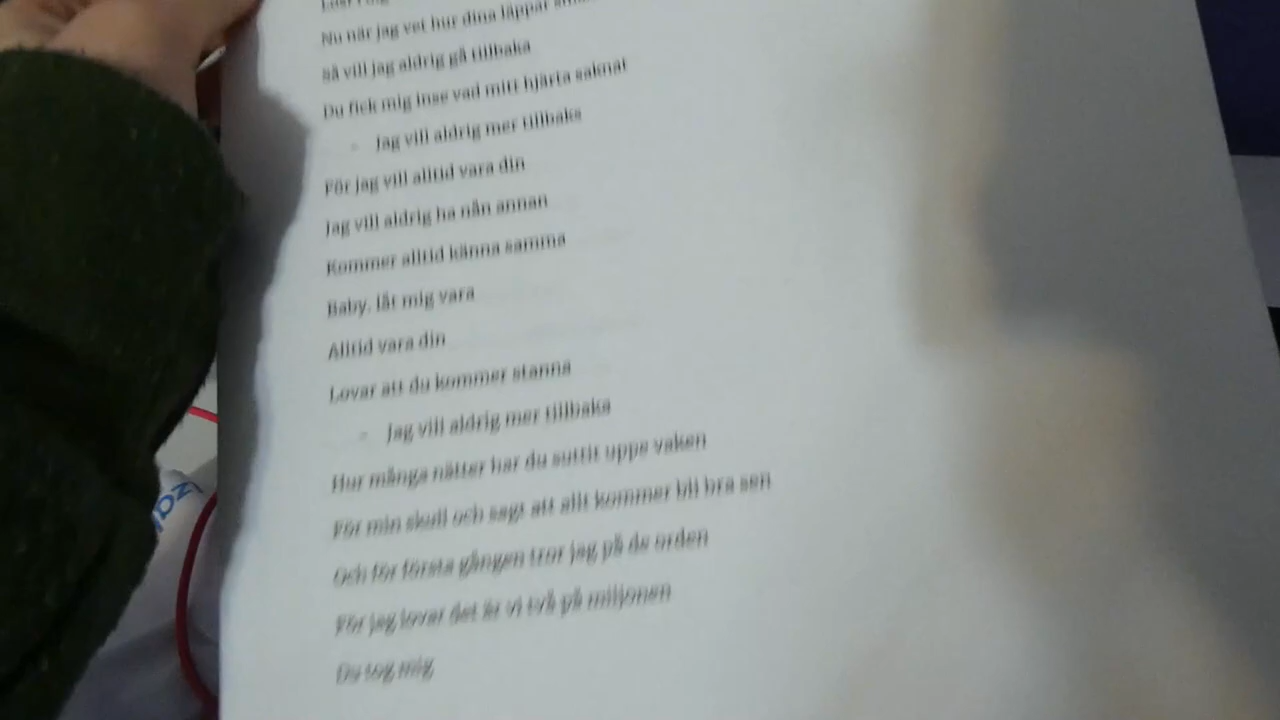 Nu när jag vet hur dina läppar
Så vill jag aldrig gå tillbaka
Du fick mig inse vad mitt hjärta saknat
- Jag vill aldrig mer tillbaka
För jag vill alltid vara din
Jag vill aldrig ha nån annan
Kommer alltid känna samma
Baby, låt mig vara
Alltid vara din
Lovar att du kommer stanna
- Jag vill aldrig mer tillbaka
Hur många nätter har du suttit uppe vaken
För min skull och sagt att allt kommer bli bra sen
Och för första gången tror jag på de orden
För jag lovar det är vi två på miljonen
Du tog mig